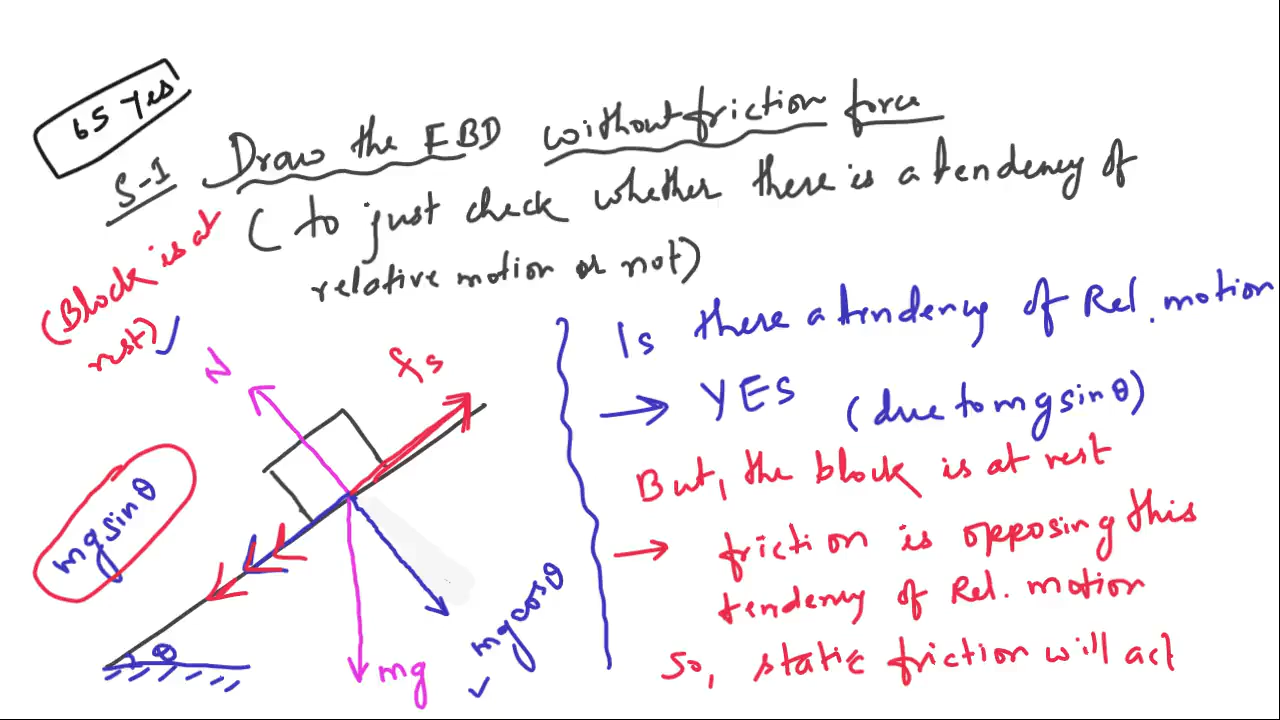 65 Yes
S-1 Draw the FBD without friction force
( to just check whether there is a tendency of
relative motion or not)
(Block is at
rest)
Is there a tendency of Rel. motion
→ YES (due to mg sin θ)
But, the block is at rest
→ friction is opposing this
tendency of Rel. motion
So, static friction will act
N
fs
mg sin θ
mg cos θ
mg
θ